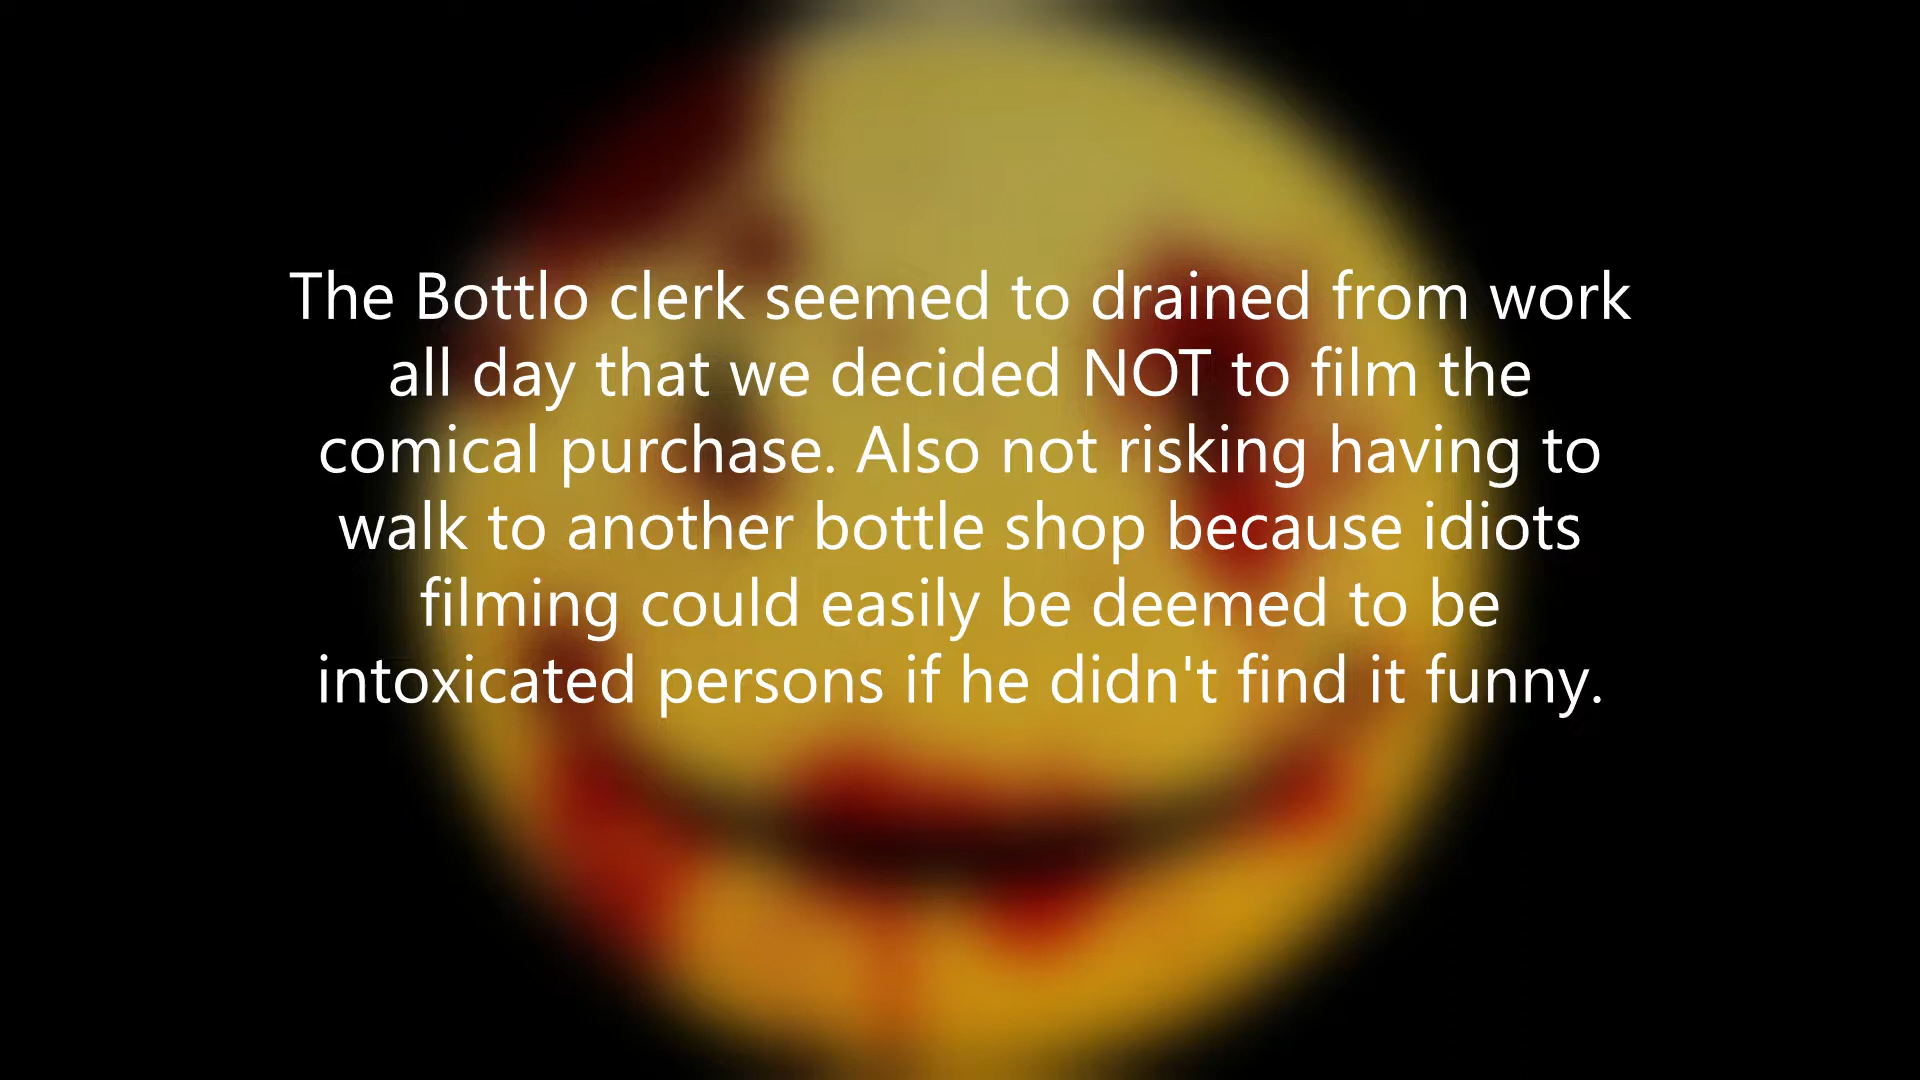 The Bottlo clerk seemed to drained from work
all day that we decided NOT to film the
comical purchase. Also not risking having to
walk to another bottle shop because idiots
filming could easily be deemed to be
intoxicated persons if he didn't find it funny.